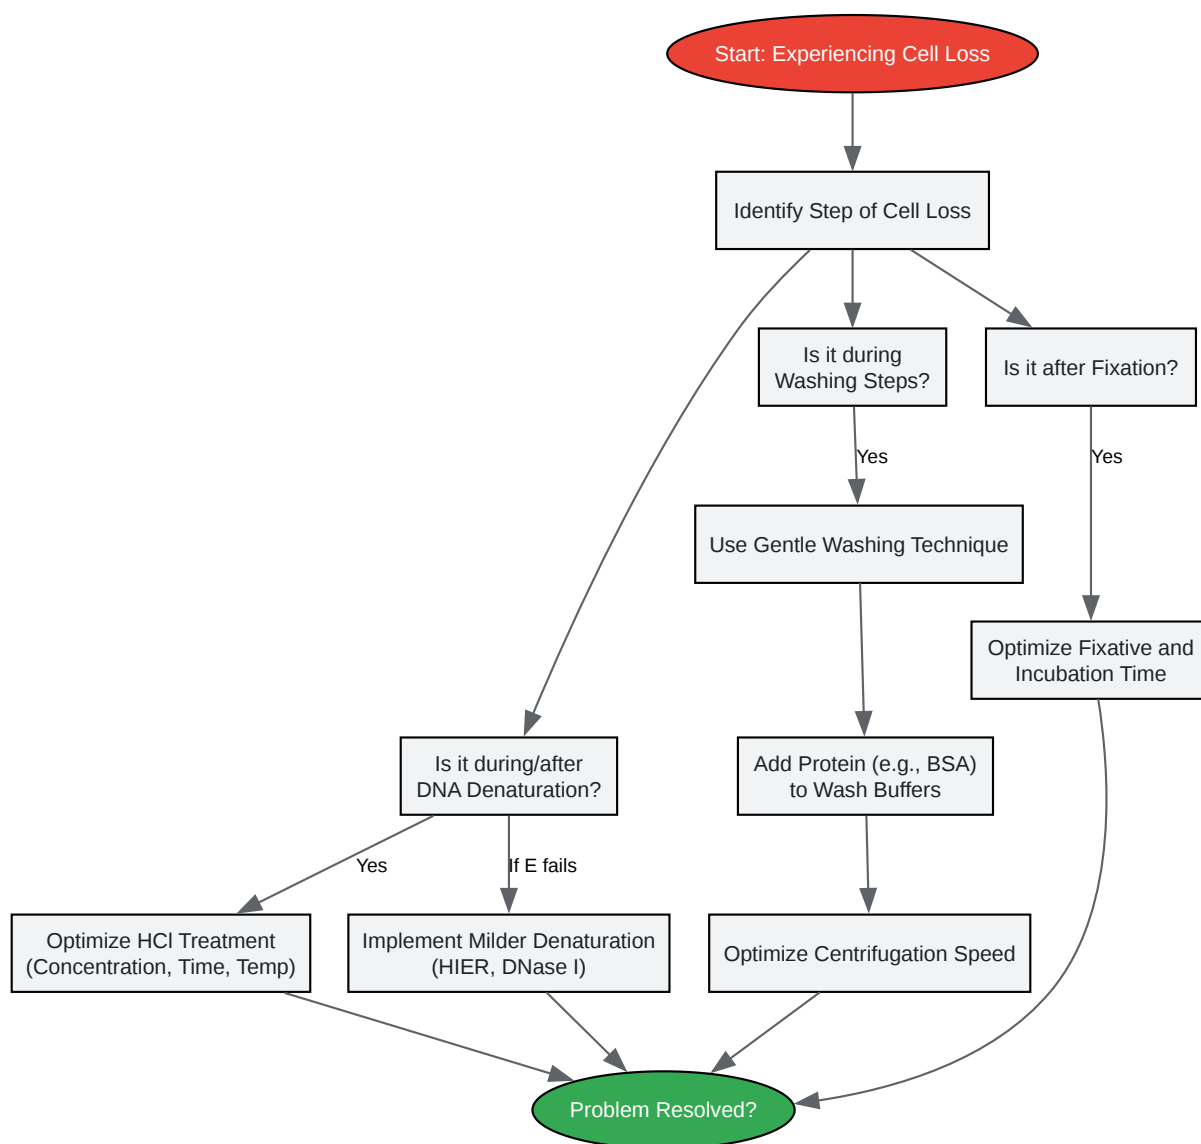 Start: Experiencing Cell Loss
Identify Step of Cell Loss
Is it during
Washing Steps?
Is it after Fixation?
Yes
Yes
Use Gentle Washing Technique
Optimize Fixative and
Incubation Time
Is it during/after
DNA Denaturation?
Add Protein (e.g., BSA)
to Wash Buffers
Yes
If E fails
Optimize HCl Treatment
(Concentration, Time, Temp)
Implement Milder Denaturation
(HIER, DNase I)
Optimize Centrifugation Speed
Problem Resolved?